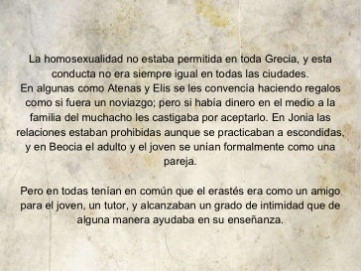 La homosexualidad no estaba permitida en toda Grecia, y esta
conducta no era siempre igual en todas las ciudades.
En algunas como Atenas y Elis se les convencía haciendo regalos
como si fuera un noviazgo; pero si había dinero en el medio a la
familia del muchacho les castigaba por aceptarlo. En Jonia las
relaciones estaban prohibidas aunque se practicaban a escondidas,
y en Beocia el adulto y el joven se unían formalmente como una
pareja.
Pero en todas tenían en común que el erastés era como un amigo
para el joven, un tutor, y alcanzaban un grado de intimidad que de
alguna manera ayudaba en su enseñanza.